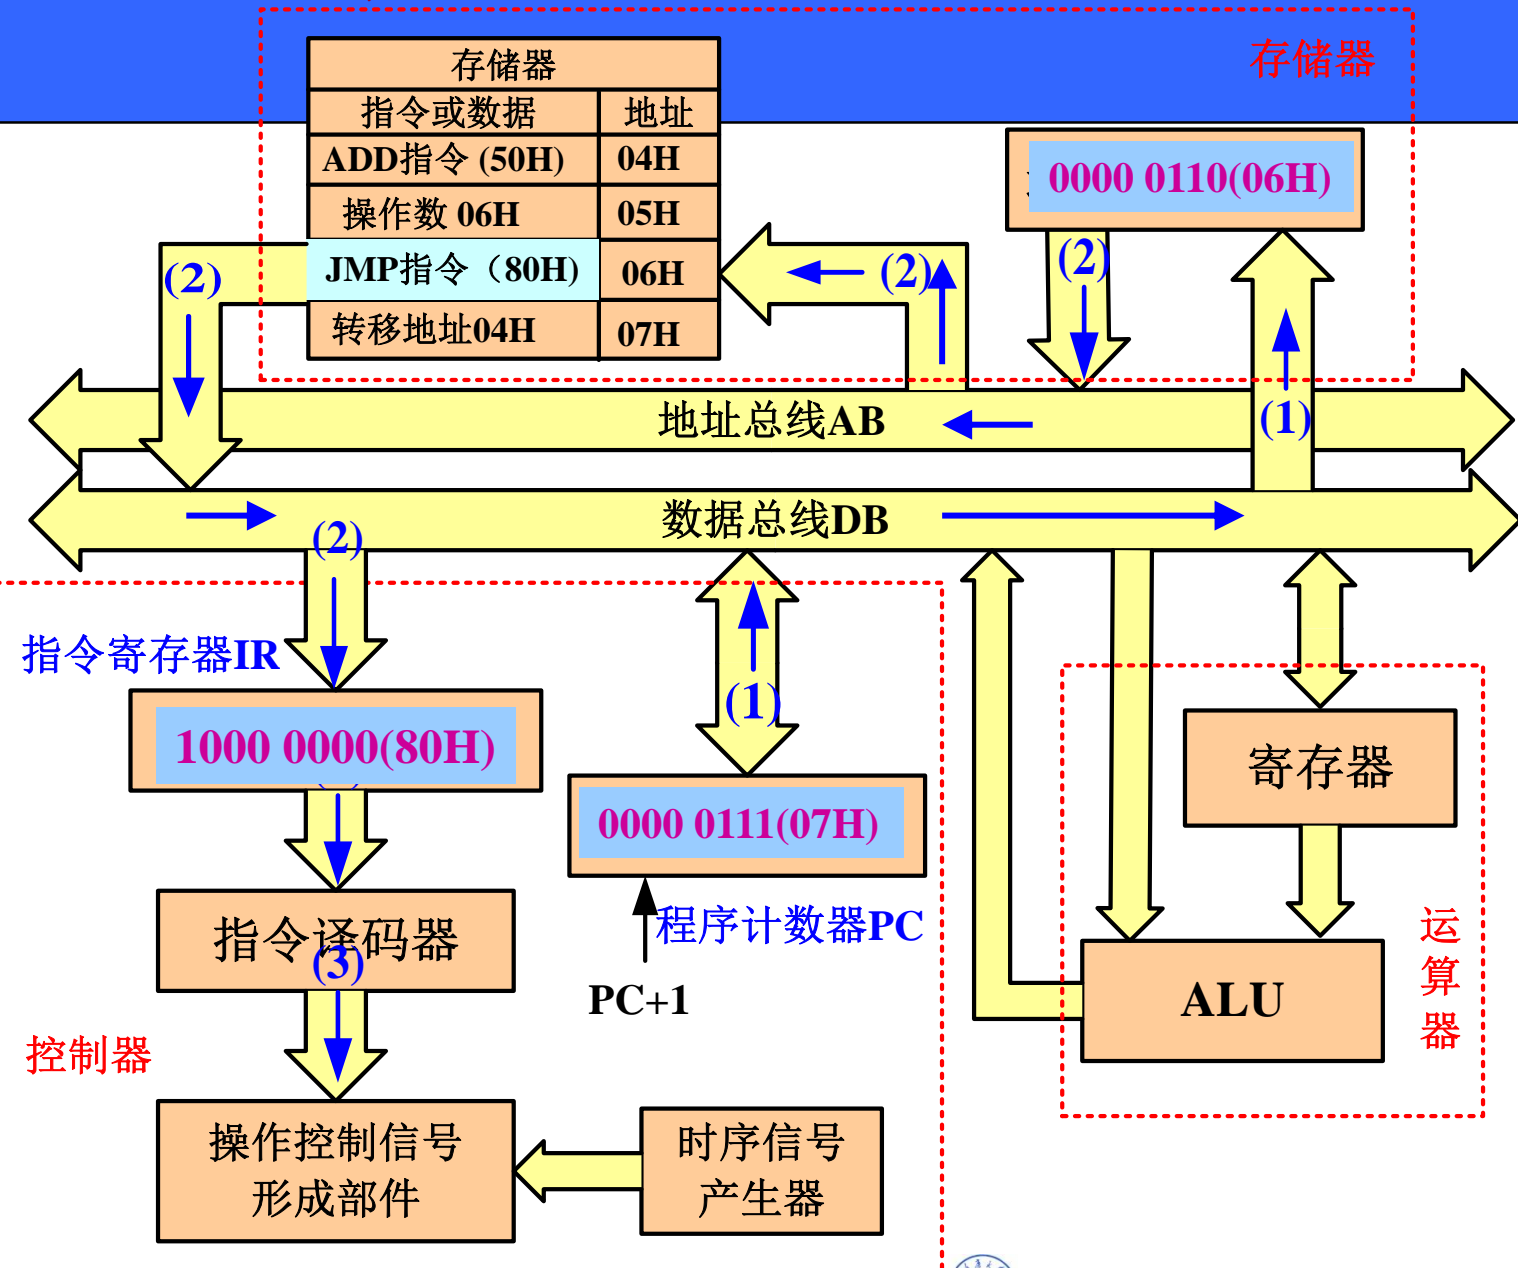 存储器
存储器
指令或数据
地址
ADD指令 (50H)
04H
操作数 06H
05H
JMP指令（80H)
06H
转移地址04H
07H
0000 0110(06H)
(2)
(2)
(2)
(1)
地址总线AB
数据总线DB
(2)
指令寄存器IR
(1)
1000 0000(80H)
0000 0111(07H)
寄存器
程序计数器PC
PC+1
指令译码器
(3)
ALU
运
算
器
控制器
操作控制信号
形成部件
时序信号
产生器